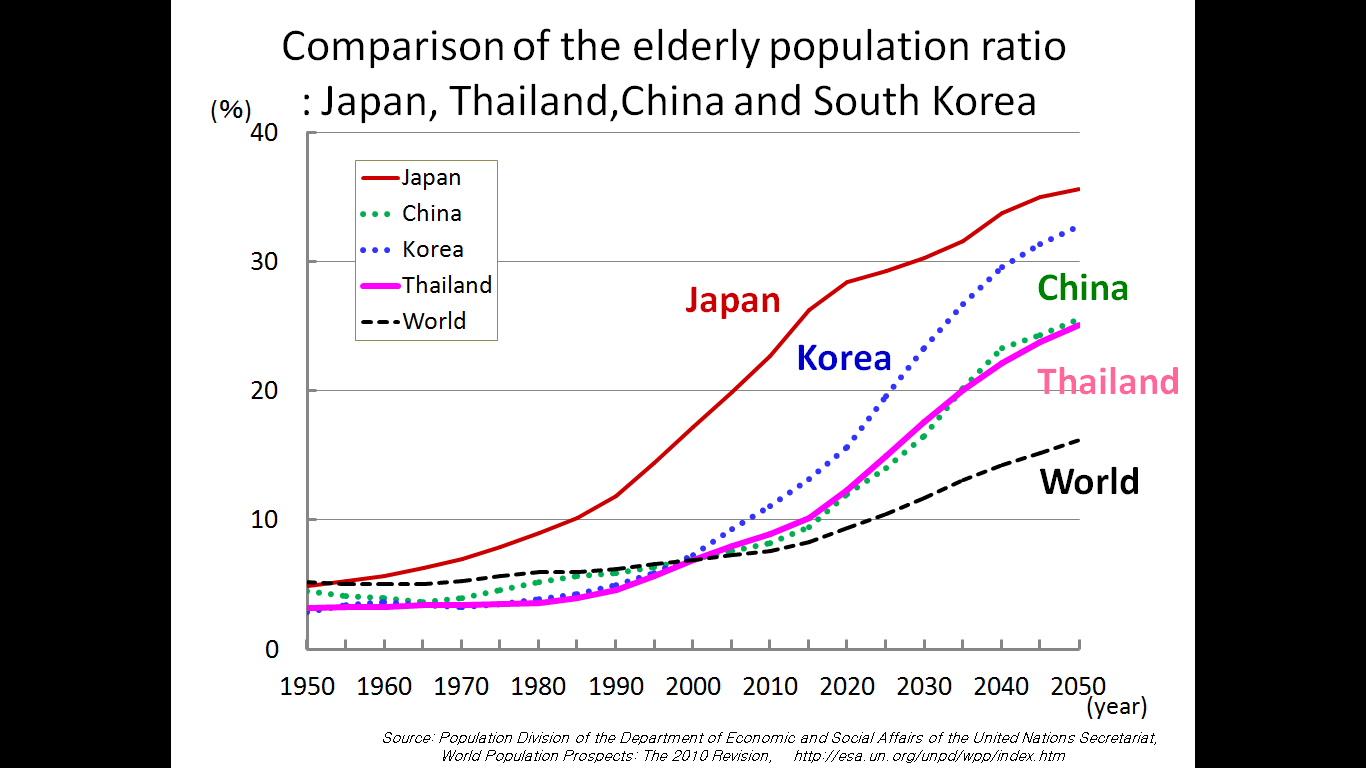 Comparison of the elderly population ratio
: Japan, Thailand,China and South Korea
(%)
40
30
20
10
0
Japan
China
Korea
Thailand
World
Japan
Korea
China
Thailand
World
1950 1960 1970 1980 1990 2000 2010 2020 2030 2040 2050
(year)
Source: Population Division of the Department of Economic and Social Affairs of the United Nations Secretariat,
World Population Prospects: The 2010 Revision, http://esa.un.org/unpd/wpp/index.htm